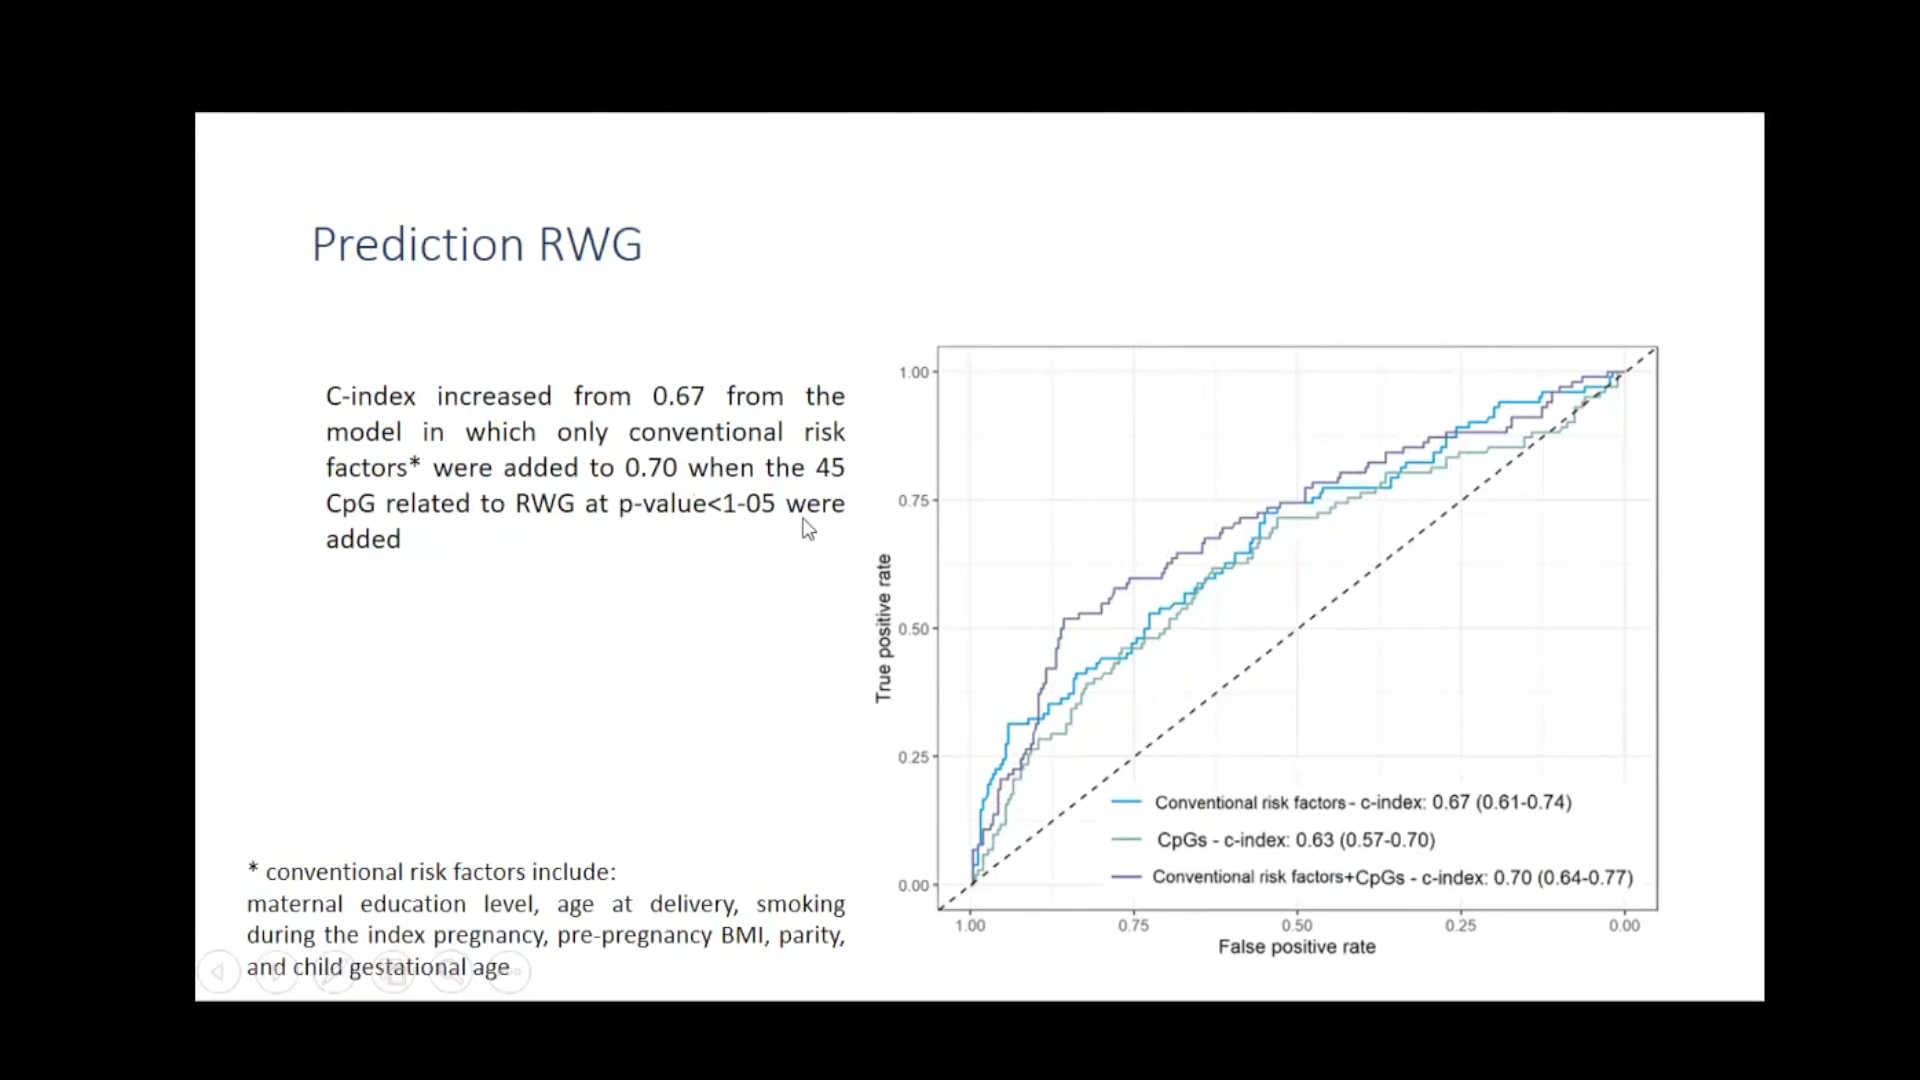 Prediction RWG
C-index increased from 0.67 from the
model in which only conventional risk
factors* were added to 0.70 when the 45
CpG related to RWG at p-value<1-05 were
added
* conventional risk factors include:
maternal education level, age at delivery, smoking
during the index pregnancy, pre-pregnancy BMI, parity,
and child gestational age
True positive rate
1.00
0.75
0.50
0.25
0.00
Conventional risk factors - c-index: 0.67 (0.61-0.74)
CpGs - c-index: 0.63 (0.57-0.70)
Conventional risk factors+CpGs - c-index: 0.70 (0.64-0.77)
1.00 0.75 0.50 0.25 0.00
False positive rate